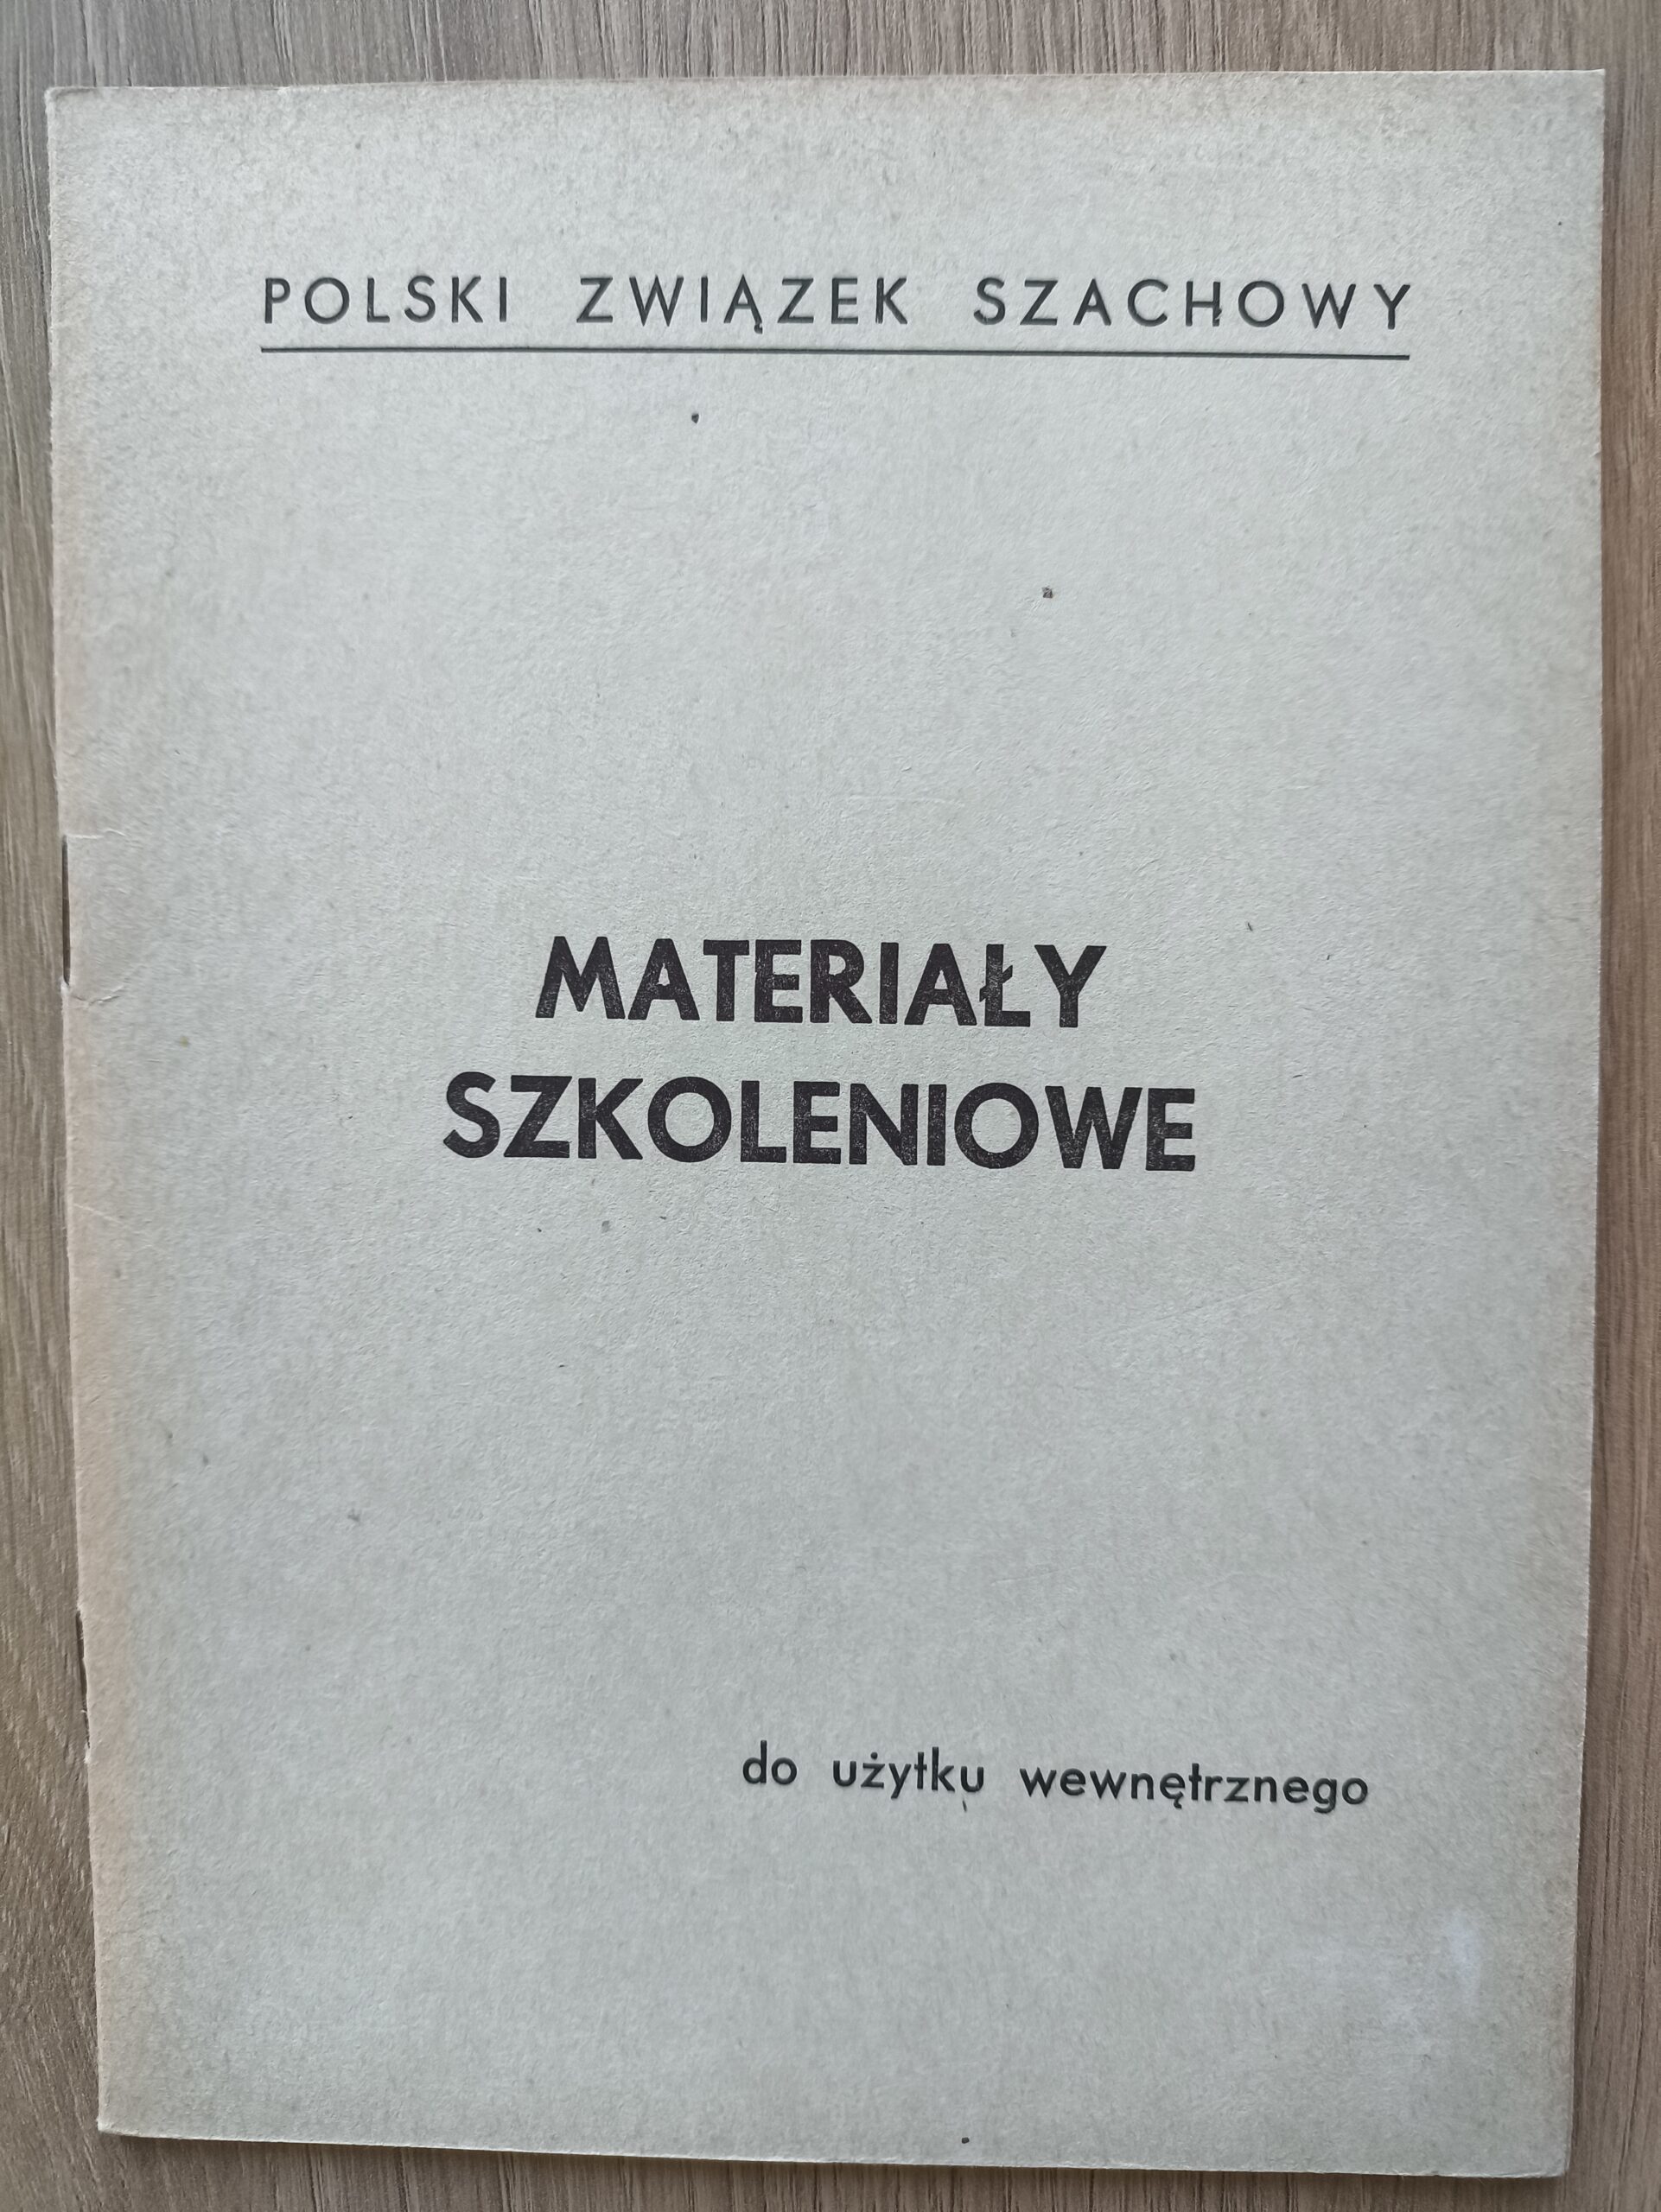 POLSKI ZWIĄZEK SZACHOWY
MATERIAŁY
SZKOLENIOWE
do użytku wewnętrznego